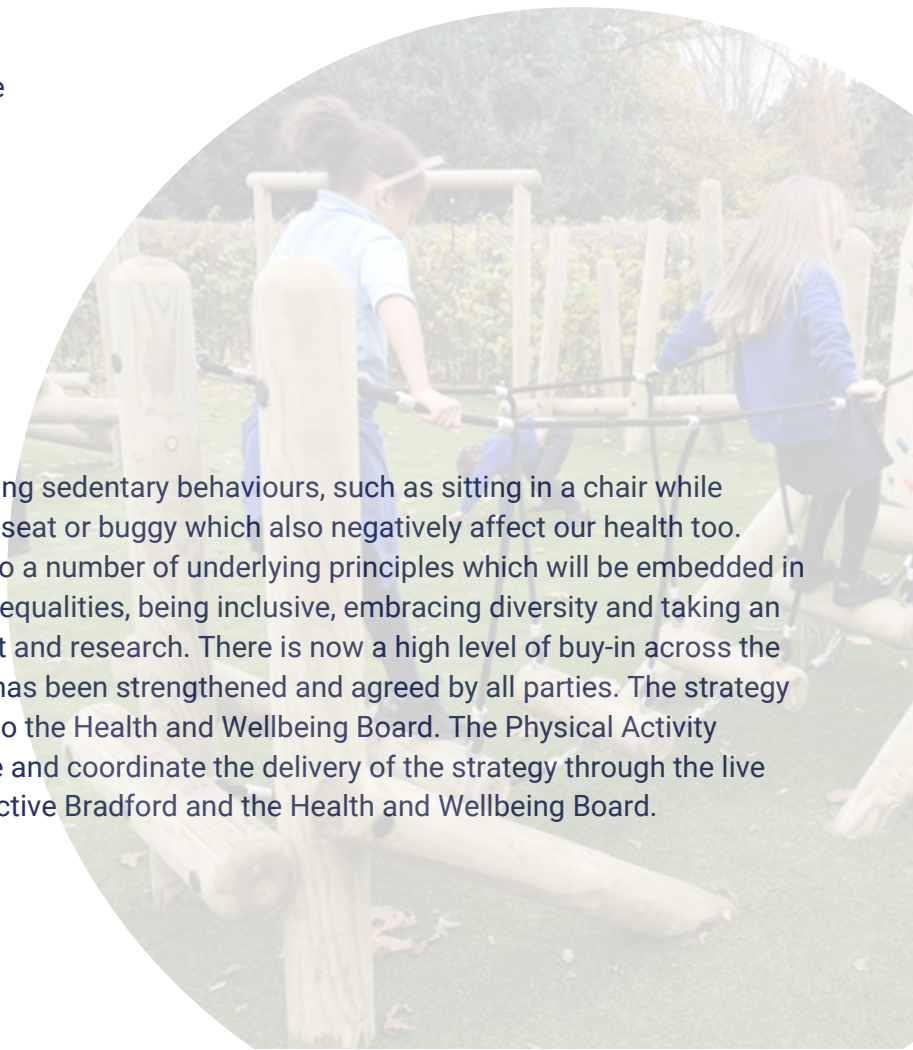 e
ng sedentary behaviours, such as sitting in a chair while
seat or buggy which also negatively affect our health too.
o a number of underlying principles which will be embedded in
equalities, being inclusive, embracing diversity and taking an
t and research. There is now a high level of buy-in across the
has been strengthened and agreed by all parties. The strategy
o the Health and Wellbeing Board. The Physical Activity
e and coordinate the delivery of the strategy through the live
ctive Bradford and the Health and Wellbeing Board.